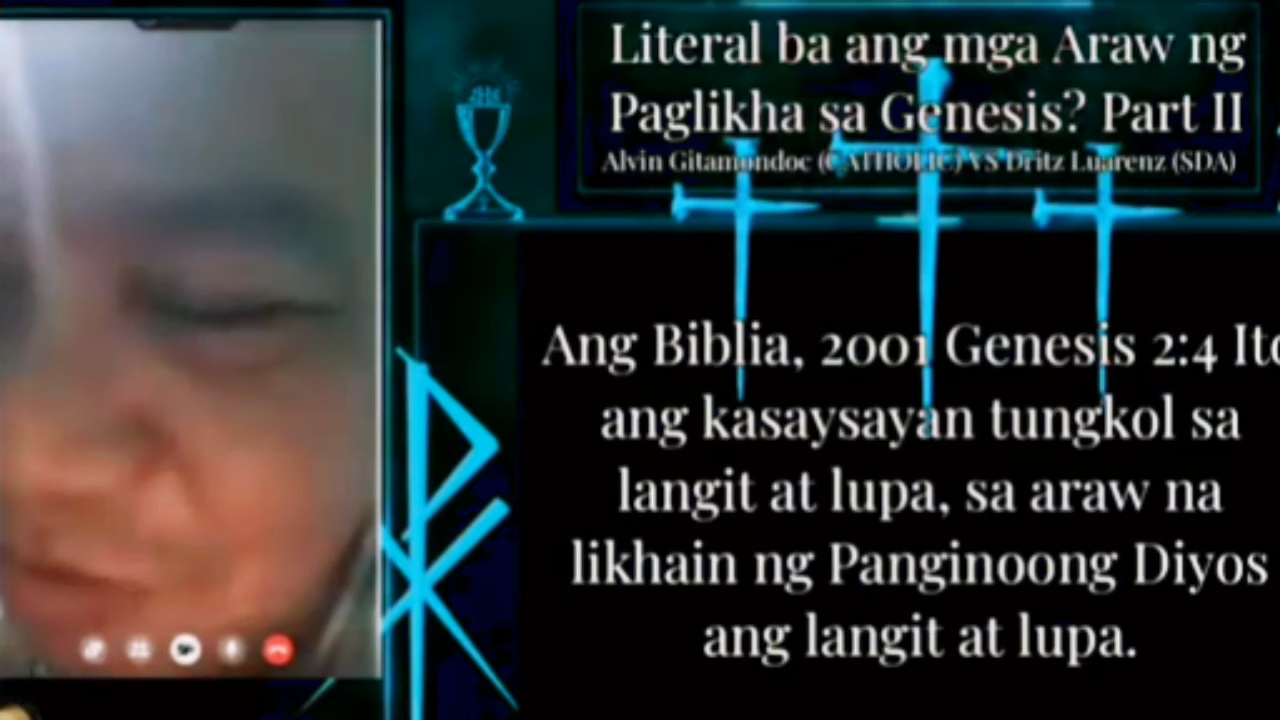 Literal ba ang mga Araw ng
Paglikha sa Genesis? Part II
Alvin Gitamondoc (CATHOLIC) VS Dritz Luarenz (SDA)
Ang Biblia, 2001 Genesis 2:4 Ito
ang kasaysayan tungkol sa
langit at lupa, sa araw na
likhain ng Panginoong Diyos
ang langit at lupa.